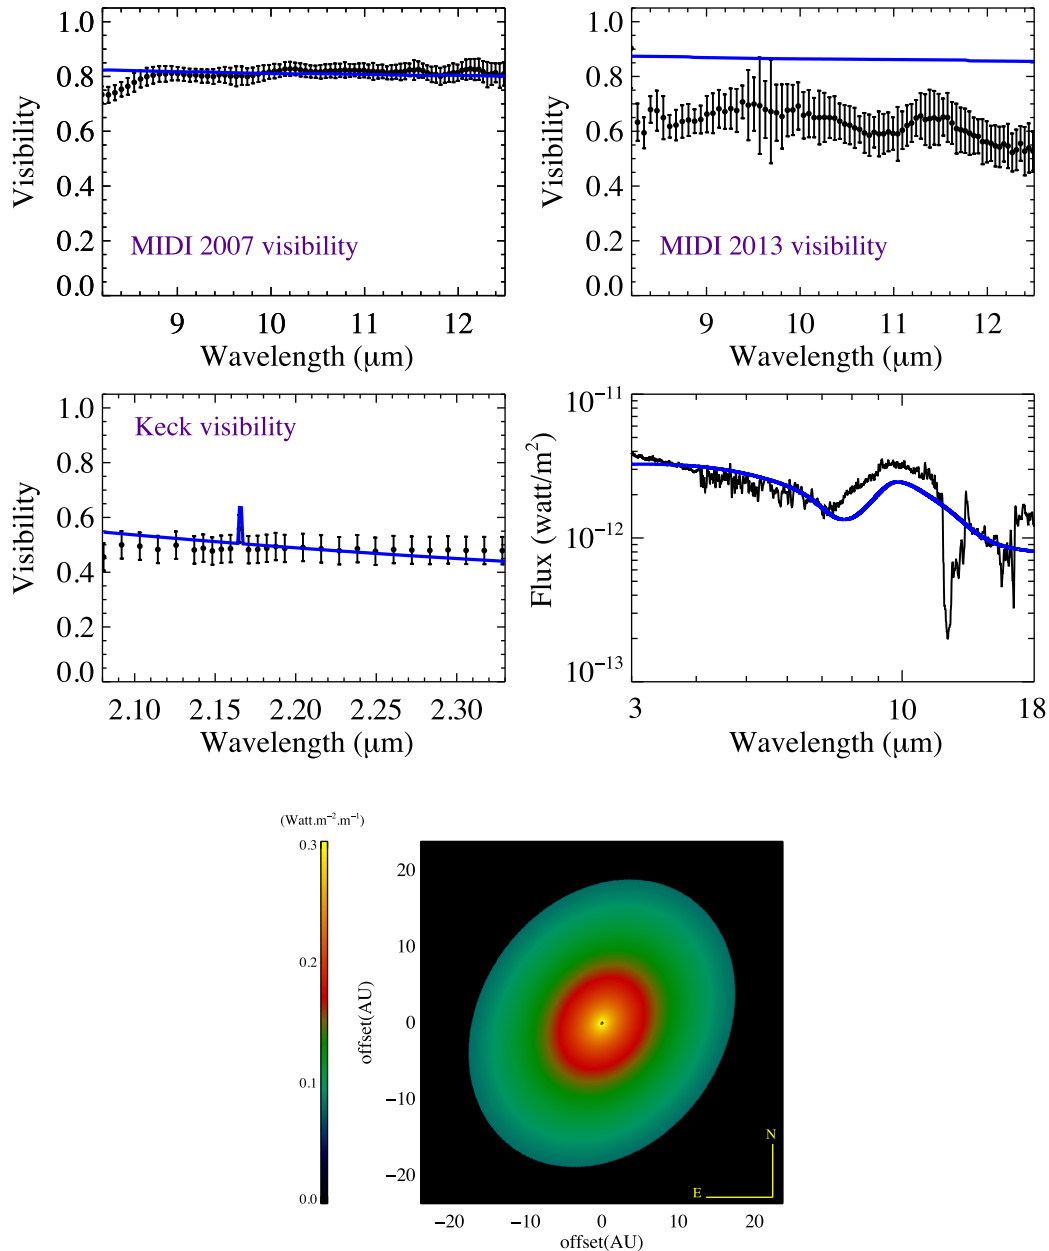 1.0
0.8
0.6
0.4
0.2
0.0
Visibility
MIDI 2007 visibility
9 10 11 12
Wavelength (μm)
1.0
0.8
0.6
0.4
0.2
0.0
Visibility
MIDI 2013 visibility
9 10 11 12
Wavelength (μm)
1.0
0.8
0.6
0.4
0.2
0.0
Visibility
Keck visibility
2.10 2.15 2.20 2.25 2.30
Wavelength (μm)
10⁻¹¹
10⁻¹²
10⁻¹³
Flux (watt/m²)
3 10 18
Wavelength (μm)
(Watt.m⁻².m⁻¹)
0.3
0.2
0.1
0.0
20
10
0
−10
−20
offset(AU)
N
E
−20 −10 0 10 20
offset(AU)